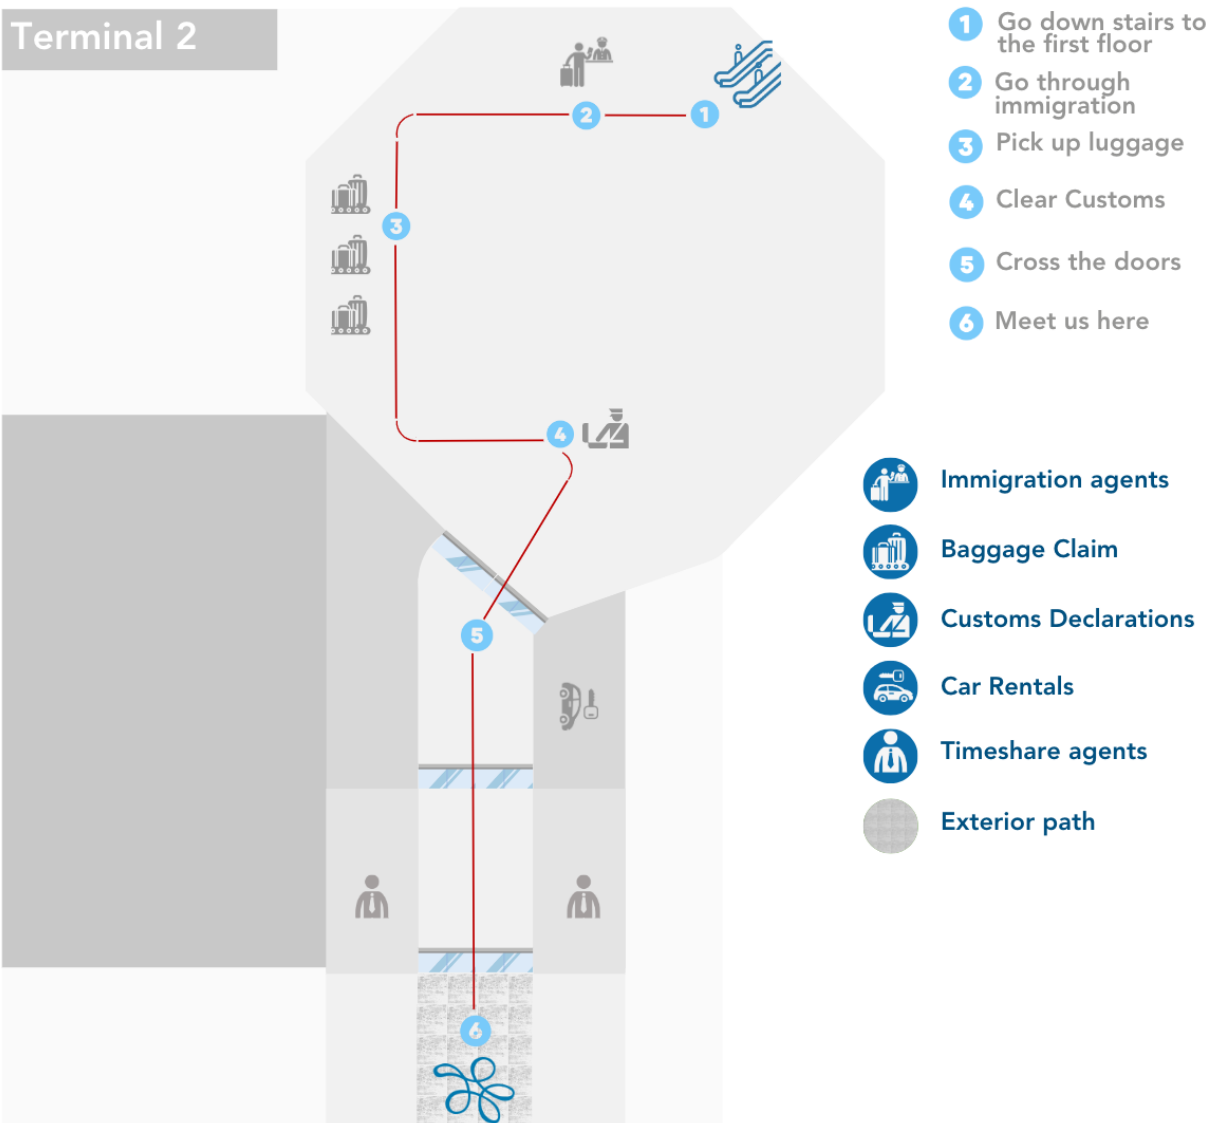 Terminal 2
1 Go down stairs to
the first floor
2 Go through
immigration
3 Pick up luggage
4 Clear Customs
5 Cross the doors
6 Meet us here
2
1
3
4
5
6
Immigration agents
Baggage Claim
Customs Declarations
Car Rentals
Timeshare agents
Exterior path